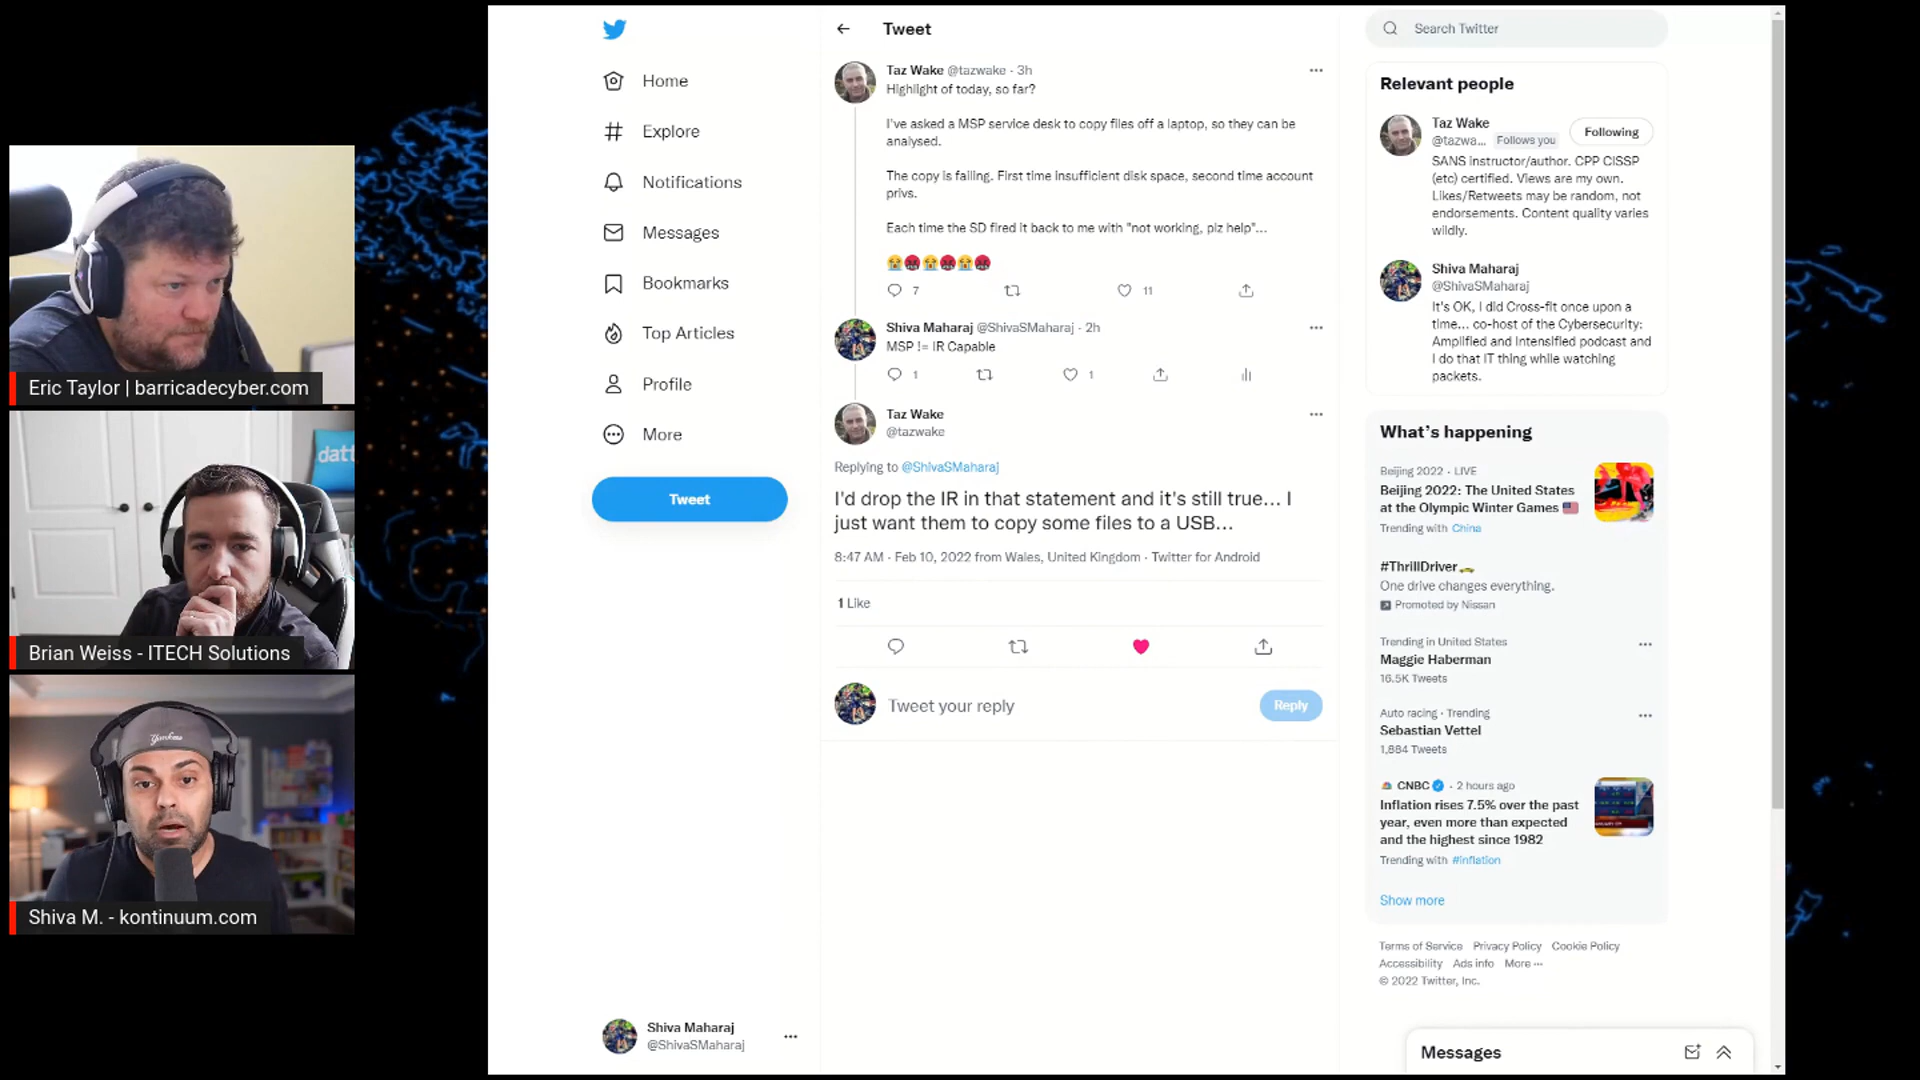 Eric Taylor | barricadecyber.com
datt
Brian Weiss - ITECH Solutions
Yankees
Shiva M. - kontinuum.com
Home
Explore
Notifications
Messages
Bookmarks
Top Articles
Profile
More
Tweet
Shiva Maharaj
@ShivaSMaharaj
Tweet
Taz Wake @tazwake · 3h
Highlight of today, so far?
I've asked a MSP service desk to copy files off a laptop, so they can be
analysed.
The copy is failing. First time insufficient disk space, second time account
privs.
Each time the SD fired it back to me with "not working, plz help"...
😭🤬😭🤬😭🤬
7 11
Shiva Maharaj @ShivaSMaharaj · 2h
MSP != IR Capable
1 1
Taz Wake
@tazwake
Replying to @ShivaSMaharaj
I'd drop the IR in that statement and it's still true... I
just want them to copy some files to a USB...
8:47 AM · Feb 10, 2022 from Wales, United Kingdom · Twitter for Android
1 Like
Tweet your reply
Reply
Search Twitter
Relevant people
Taz Wake
@tazwa... Follows you
Following
SANS instructor/author. CPP CISSP
(etc) certified. Views are my own.
Likes/Retweets may be random, not
endorsements. Content quality varies
wildly.
Shiva Maharaj
@ShivaSMaharaj
It's OK, I did Cross-fit once upon a
time... co-host of the Cybersecurity:
Amplified and Intensified podcast and
I do that IT thing while watching
packets.
What's happening
Beijing 2022 · LIVE
Beijing 2022: The United States
at the Olympic Winter Games 🇺🇸
Trending with China
#ThrillDriver
One drive changes everything.
Promoted by Nissan
Trending in United States
Maggie Haberman
16.5K Tweets
Auto racing · Trending
Sebastian Vettel
1,884 Tweets
CNBC · 2 hours ago
Inflation rises 7.5% over the past
year, even more than expected
and the highest since 1982
Trending with #inflation
Show more
Terms of Service Privacy Policy Cookie Policy
Accessibility Ads info More ···
© 2022 Twitter, Inc.
Messages